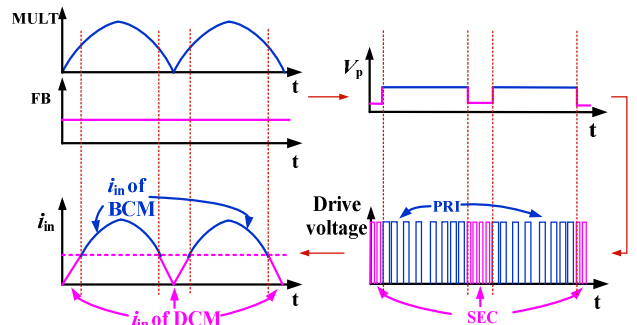 MULT
t
FB
t
Vp
t
iin of
BCM
iin
t
iin of DCM
Drive
voltage
PRI
t
SEC